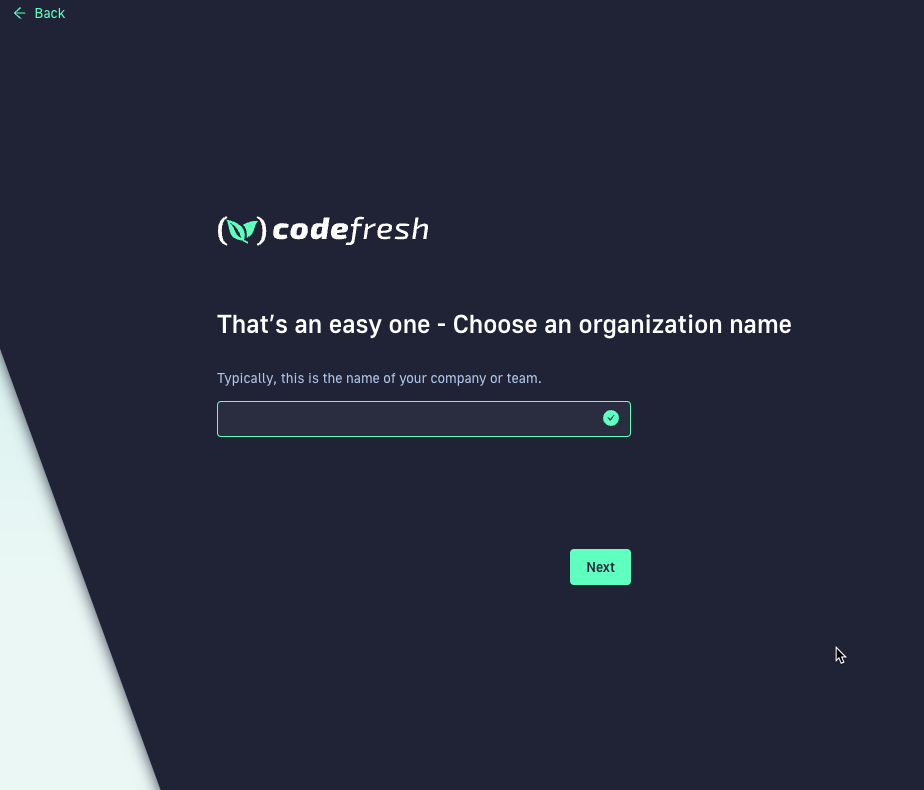 Back
codefresh
That's an easy one - Choose an organization name
Typically, this is the name of your company or team.
Next